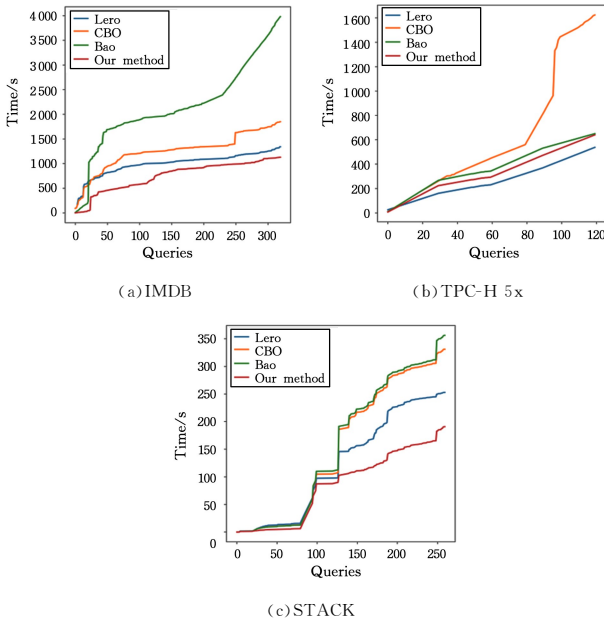 Lero
CBO
Bao
Our method
4 000
3 500
3 000
2 500
2 000
1 500
1 000
500
0
Time/s
0 50 100 150 200 250 300
Queries
(a)IMDB
Lero
CBO
Bao
Our method
1 600
1 400
1 200
1 000
800
600
400
200
0
Time/s
0 20 40 60 80 100 120
Queries
(b)TPC-H 5x
Lero
CBO
Bao
Our method
350
300
250
200
150
100
50
0
Time/s
0 50 100 150 200 250
Queries
(c)STACK